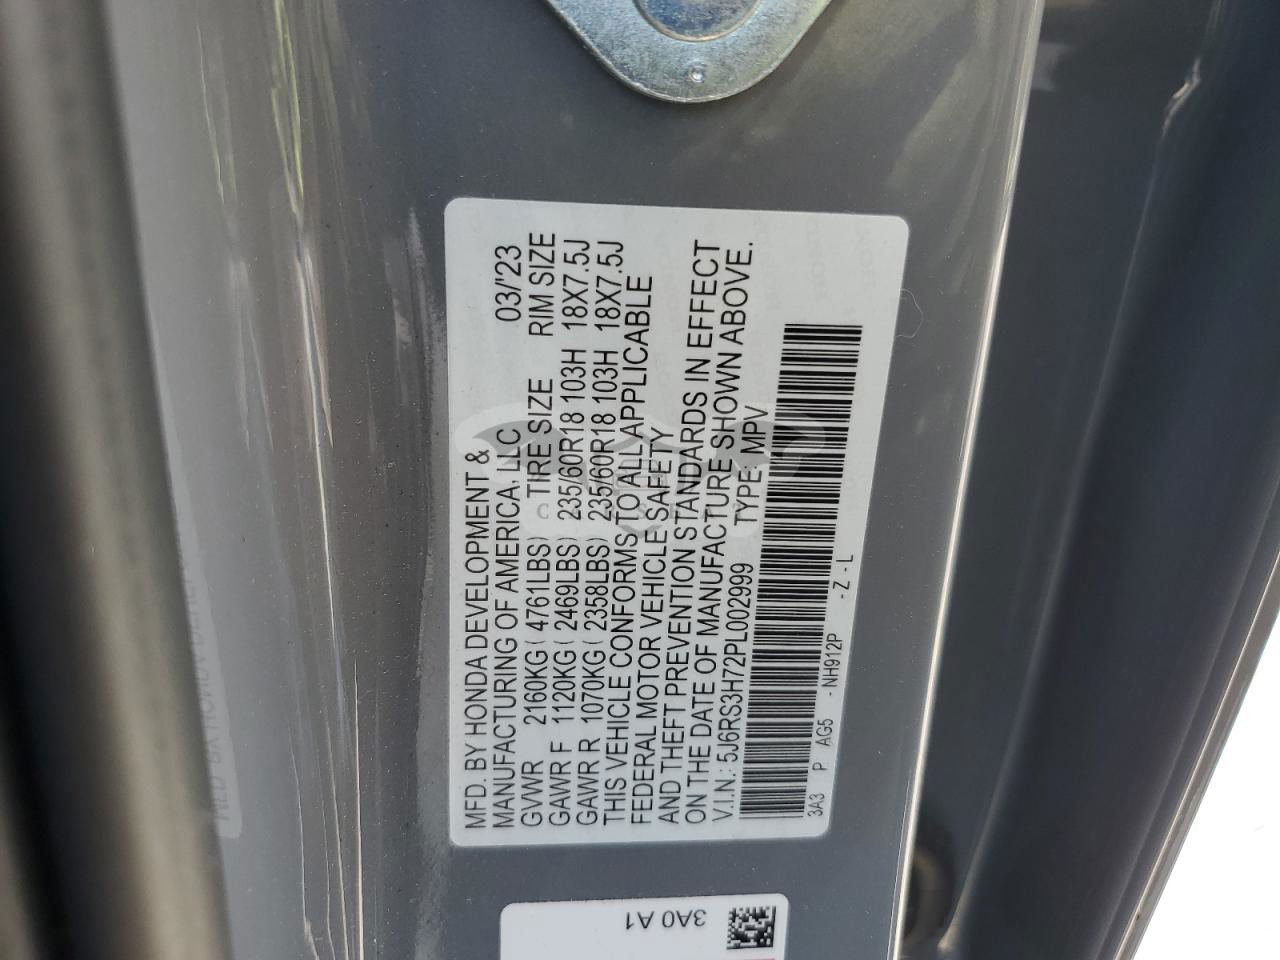 MFD. BY HONDA DEVELOPMENT &
MANUFACTURING OF AMERICA, LLC 03/'23
GVWR 2160KG ( 4761LBS) TIRE SIZE RIM SIZE
GAWR F 1120KG ( 2469LBS) 235/60R18 103H 18X7.5J
GAWR R 1070KG ( 2358LBS) 235/60R18 103H 18X7.5J
THIS VEHICLE CONFORMS TO ALL APPLICABLE
FEDERAL MOTOR VEHICLE SAFETY
AND THEFT PREVENTION STANDARDS IN EFFECT
ON THE DATE OF MANUFACTURE SHOWN ABOVE.
V.I.N.: 5J6RS3H72PL002999 TYPE: MPV
3A3 P AG5 - NH912P - Z - L
3A0 A1